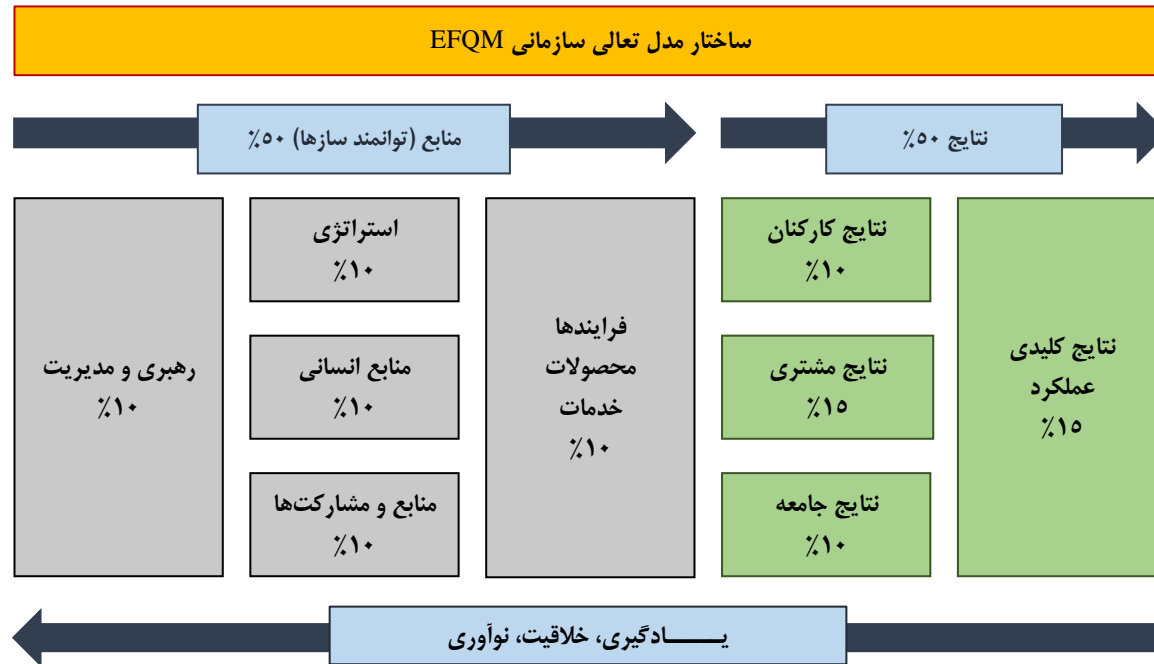 ساختار مدل تعالی سازمانی EFQM
منابع (توانمند سازها) ۵۰٪
نتایج ۵۰٪
رهبری و مدیریت
۱۰٪
استراتژی
۱۰٪
منابع انسانی
۱۰٪
منابع و مشارکت‌ها
۱۰٪
فرایندها
محصولات
خدمات
۱۰٪
نتایج کارکنان
۱۰٪
نتایج مشتری
۱۵٪
نتایج جامعه
۱۰٪
نتایج کلیدی
عملکرد
۱۵٪
یـــــــادگیری، خلاقیت، نوآوری